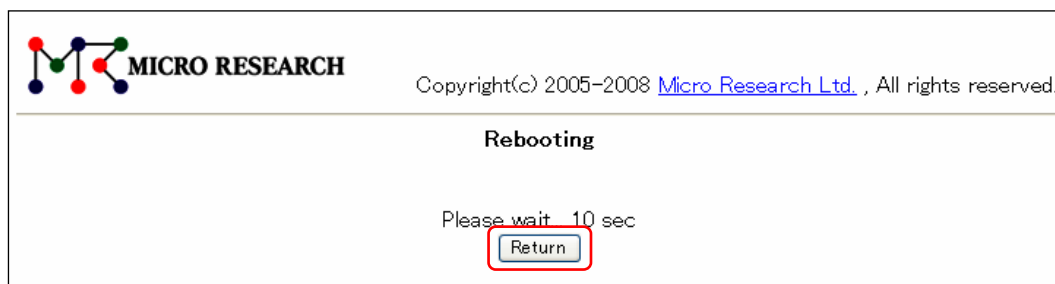 MICRO RESEARCH
Copyright(c) 2005-2008 Micro Research Ltd. , All rights reserved.
Rebooting
Please wait. 10 sec
Return